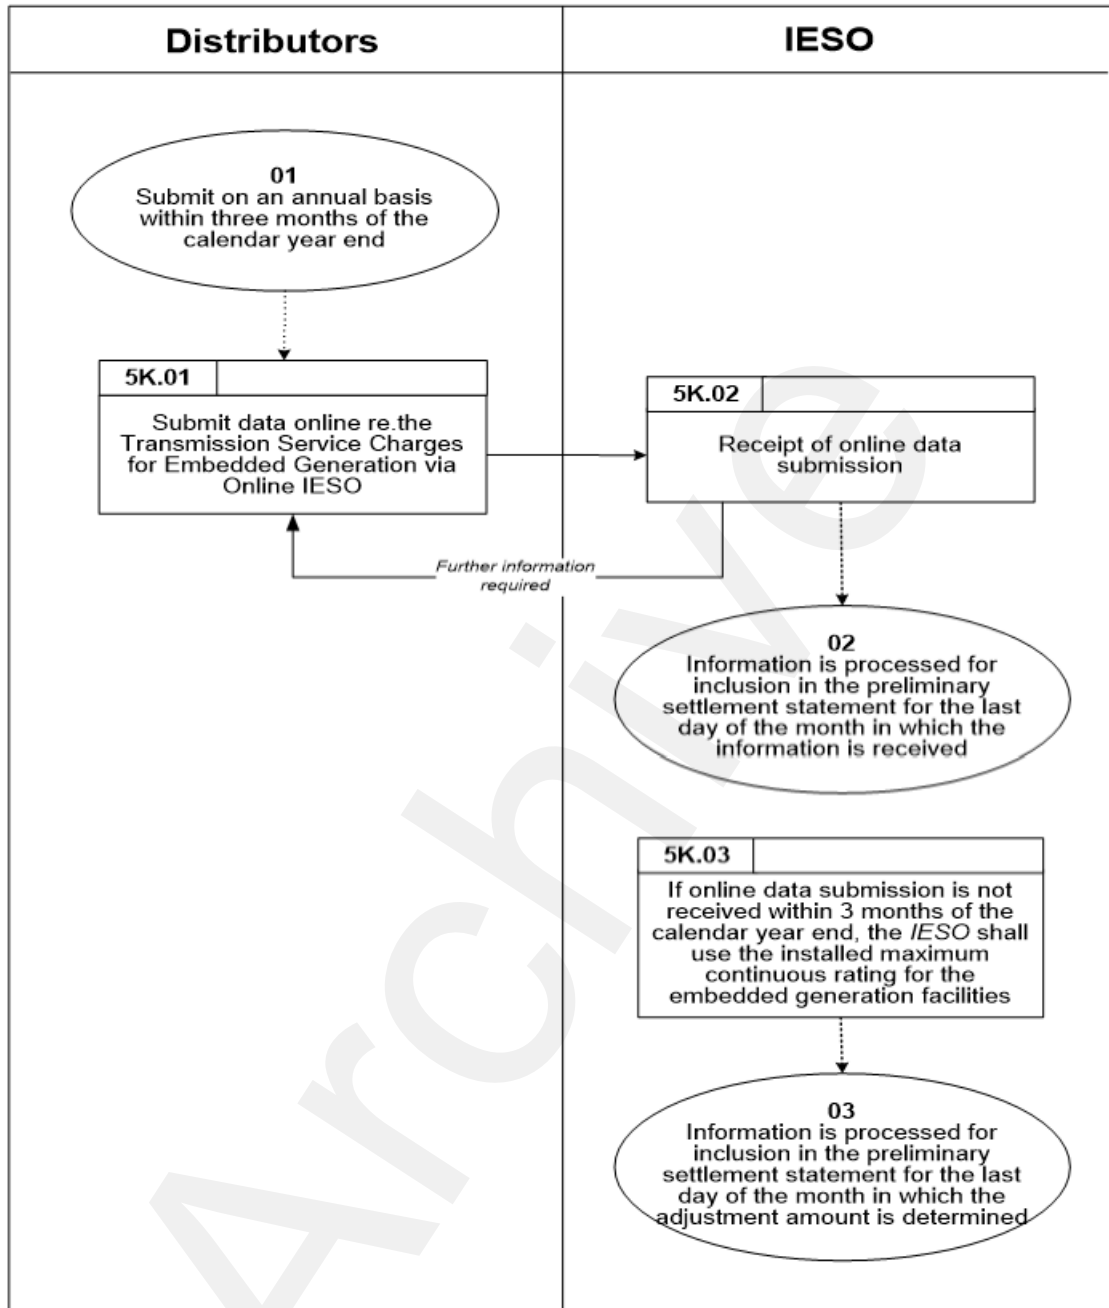 Distributors
IESO
01
Submit on an annual basis
within three months of the
calendar year end
5K.01
Submit data online re.the
Transmission Service Charges
for Embedded Generation via
Online IESO
5K.02
Receipt of online data
submission
Further information
required
02
Information is processed for
inclusion in the preliminary
settlement statement for the last
day of the month in which the
information is received
5K.03
If online data submission is not
received within 3 months of the
calendar year end, the IESO shall
use the installed maximum
continuous rating for the
embedded generation facilities
03
Information is processed for
inclusion in the preliminary
settlement statement for the last
day of the month in which the
adjustment amount is determined
Archive